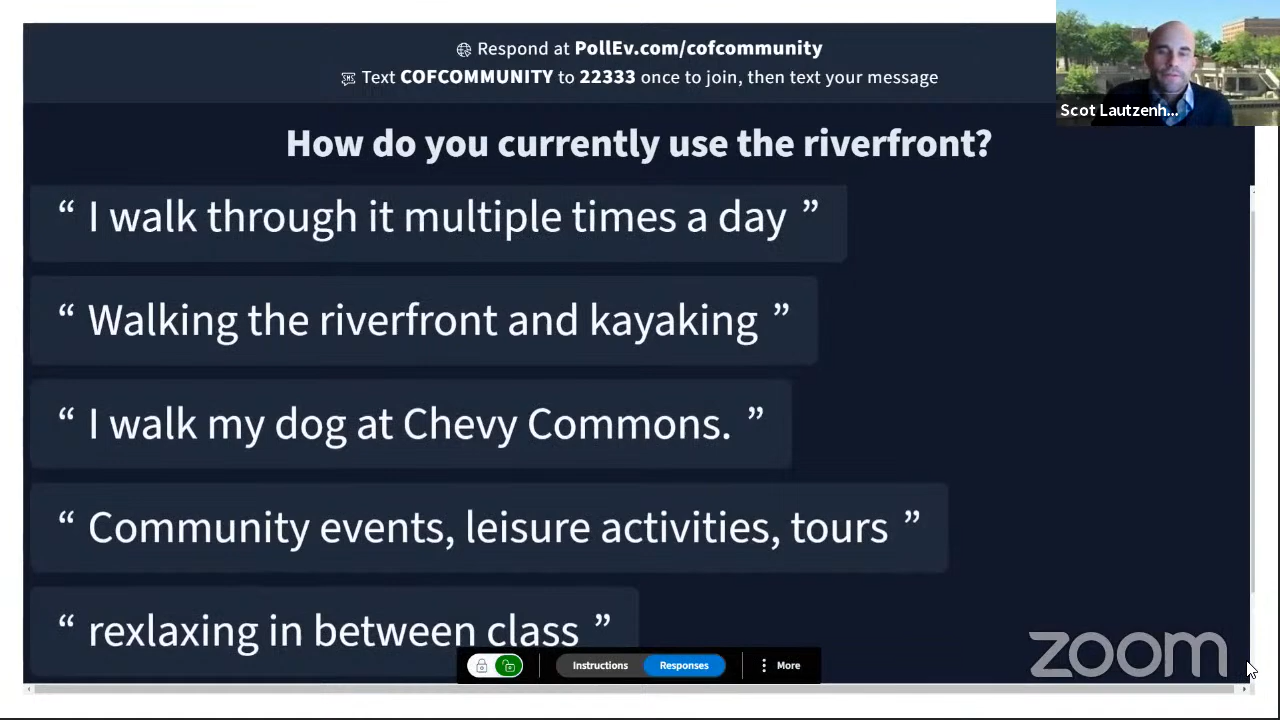 Respond at PollEv.com/cofcommunity
Text COFCOMMUNITY to 22333 once to join, then text your message
Scot Lautzenh...
How do you currently use the riverfront?
“ I walk through it multiple times a day ”
“ Walking the riverfront and kayaking ”
“ I walk my dog at Chevy Commons. ”
“ Community events, leisure activities, tours ”
“ rexlaxing in between class ”
Instructions Responses More
zoom